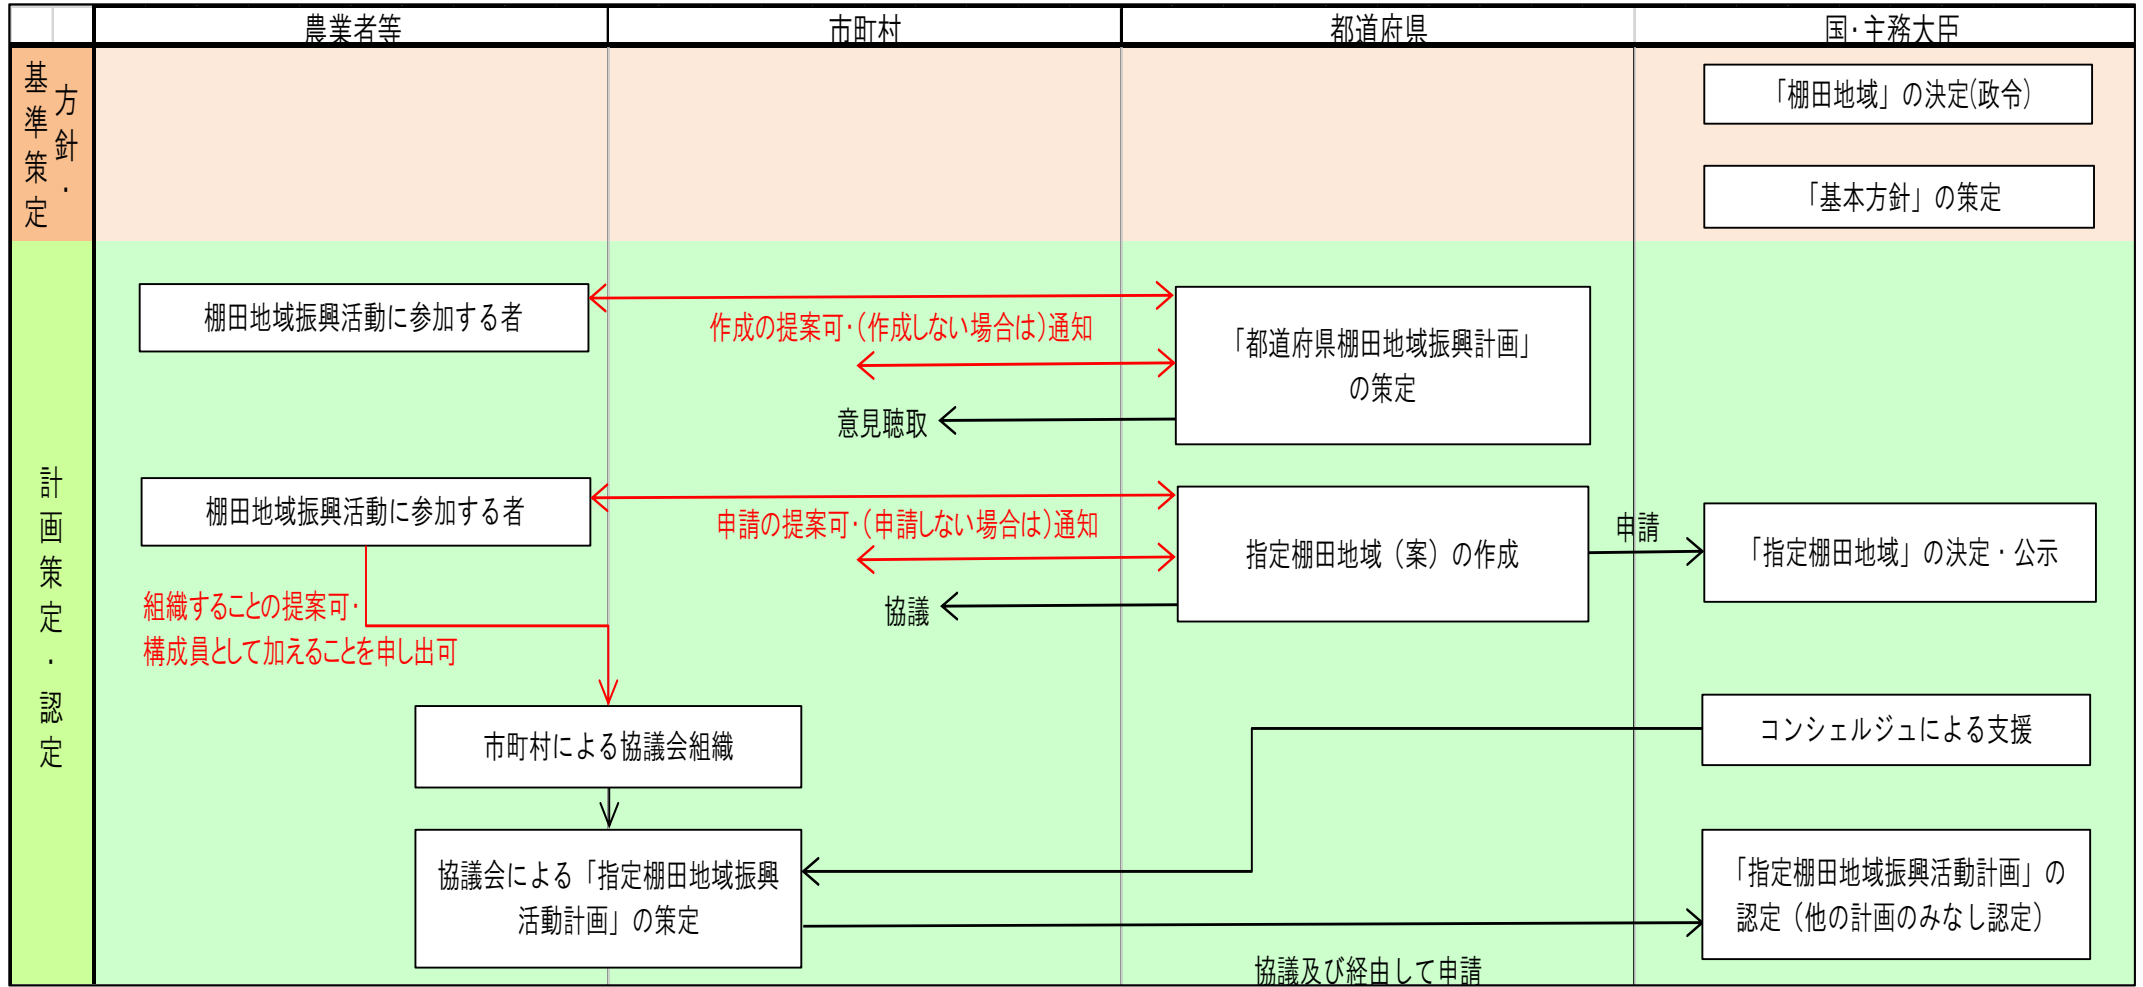 農業者等
市町村
都道府県
国・主務大臣
方針・
基準策定
「棚田地域」の決定(政令)
「基本方針」の策定
計画策定・認定
棚田地域振興活動に参加する者
作成の提案可・(作成しない場合は)通知
「都道府県棚田地域振興計画」
の策定
意見聴取
棚田地域振興活動に参加する者
申請の提案可・(申請しない場合は)通知
指定棚田地域（案）の作成
申請
「指定棚田地域」の決定・公示
協議
組織することの提案可・
構成員として加えることを申し出可
市町村による協議会組織
コンシェルジュによる支援
協議会による「指定棚田地域振興
活動計画」の策定
「指定棚田地域振興活動計画」の
認定（他の計画のみなし認定）
協議及び経由して申請